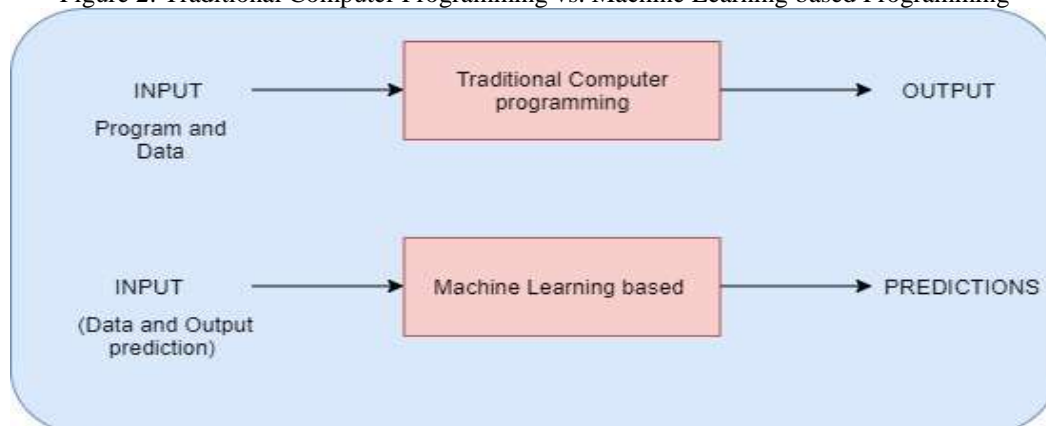 Figure 2: Traditional Computer Programming vs. Machine Learning based Programming
INPUT
Program and
Data
Traditional Computer
programming
OUTPUT
INPUT
(Data and Output
prediction)
Machine Learning based
PREDICTIONS